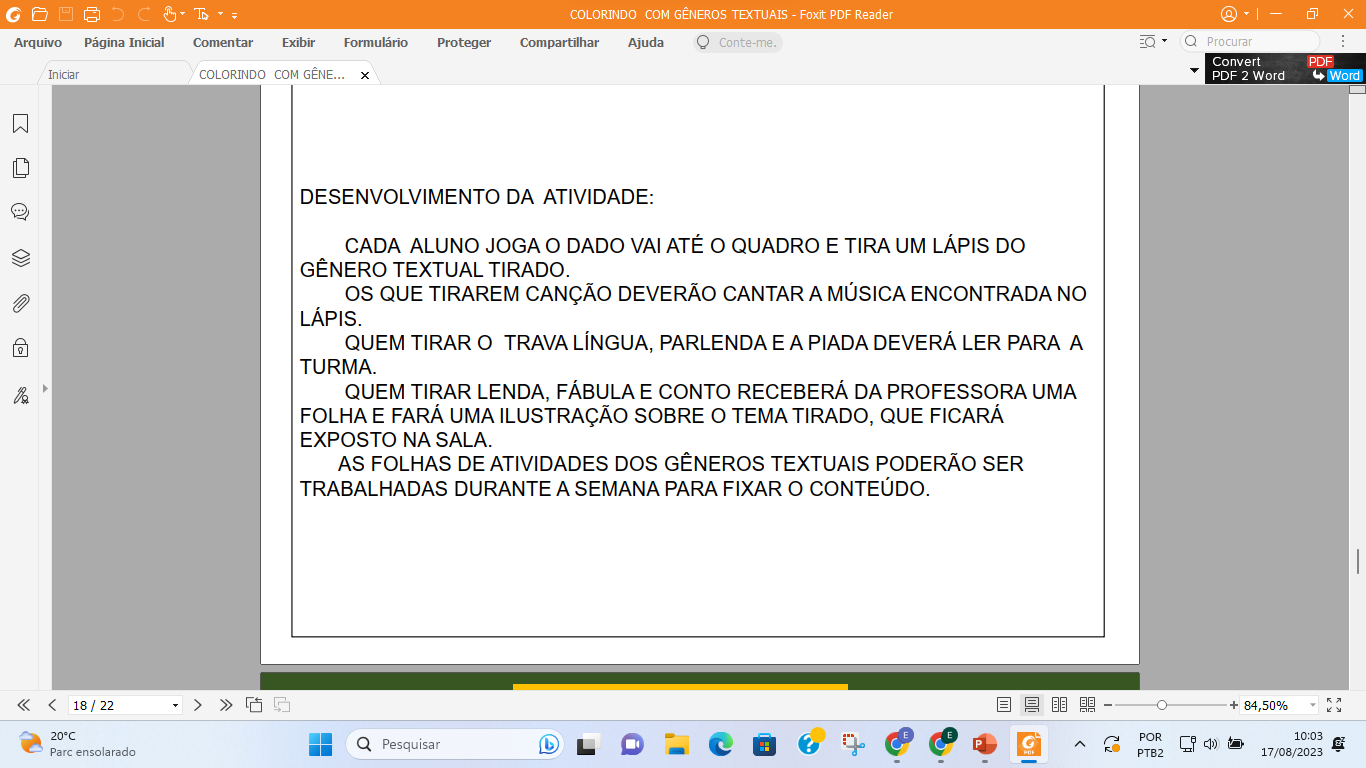 COLORINDO  COM GÊNEROS TEXTUAIS - Foxit PDF Reader
Arquivo Página Inicial Comentar Exibir Formulário Proteger Compartilhar Ajuda Conte-me. Procurar
Iniciar COLORINDO  COM GÊNE...
Convert PDF
PDF 2 Word Word
DESENVOLVIMENTO DA  ATIVIDADE:
CADA  ALUNO JOGA O DADO VAI ATÉ O QUADRO E TIRA UM LÁPIS DO
GÊNERO TEXTUAL TIRADO.
OS QUE TIRAREM CANÇÃO DEVERÃO CANTAR A MÚSICA ENCONTRADA NO
LÁPIS.
QUEM TIRAR O  TRAVA LÍNGUA, PARLENDA E A PIADA DEVERÁ LER PARA  A
TURMA.
QUEM TIRAR LENDA, FÁBULA E CONTO RECEBERÁ DA PROFESSORA UMA
FOLHA E FARÁ UMA ILUSTRAÇÃO SOBRE O TEMA TIRADO, QUE FICARÁ
EXPOSTO NA SALA.
AS FOLHAS DE ATIVIDADES DOS GÊNEROS TEXTUAIS PODERÃO SER
TRABALHADAS DURANTE A SEMANA PARA FIXAR O CONTEÚDO.
18 / 22 84,50%
20°C
Parc ensolarado
Pesquisar
POR
PTB2
10:03
17/08/2023